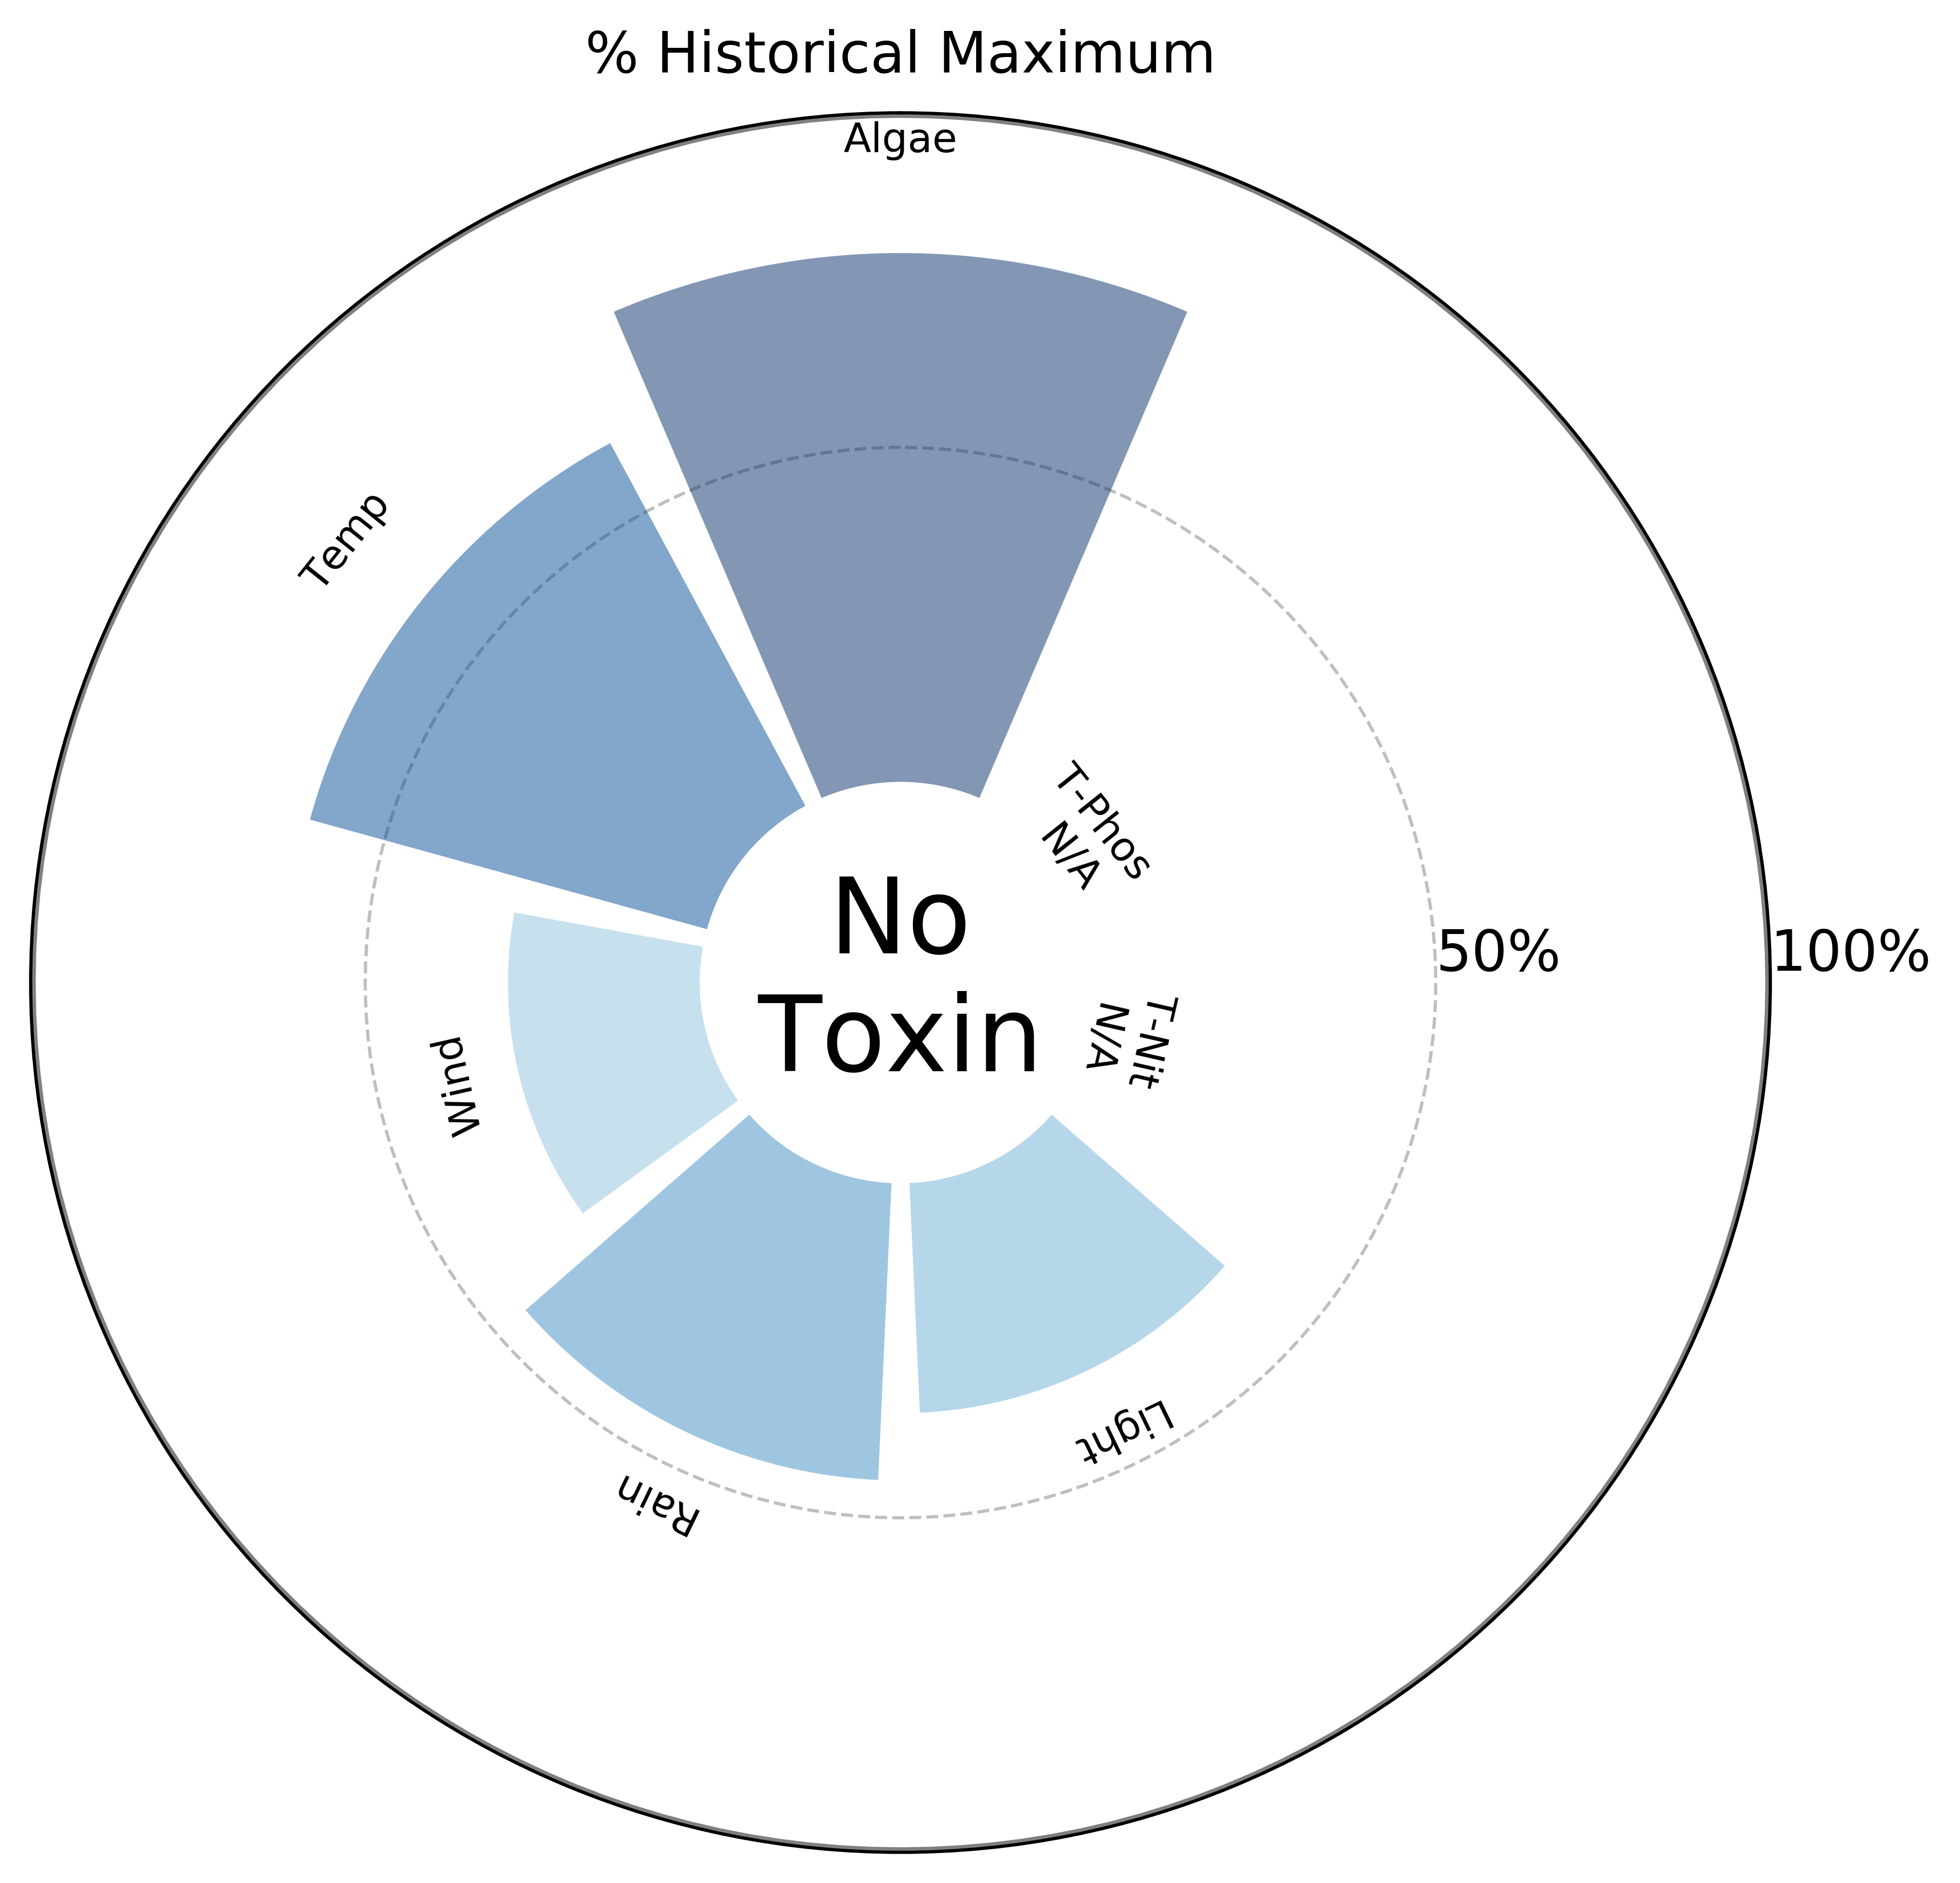 % Historical Maximum
Algae
Temp
T-Phos
N/A
No
Toxin
50%
100%
T-Nit
N/A
Wind
Light
Rain